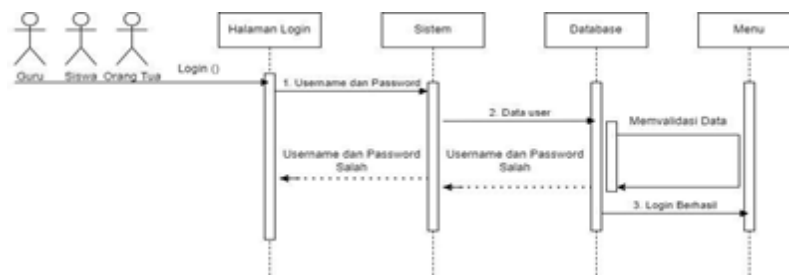 Halaman Login
Sistem
Database
Menu
Guru
Siswa
Orang Tua
Login ()
1. Username dan Password
2. Data user
Memvalidasi Data
Username dan Password
Salah
Username dan Password
Salah
3. Login Berhasil